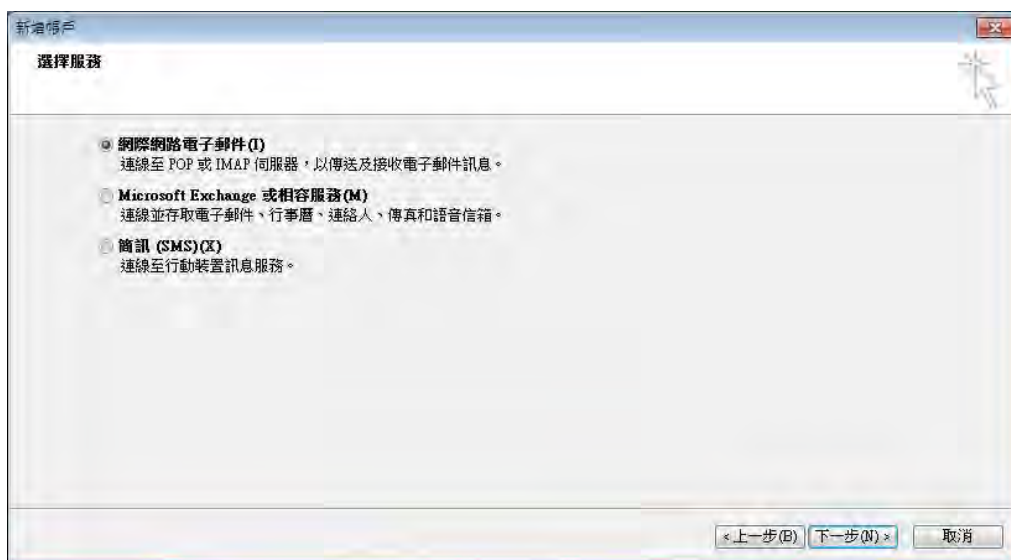 新增帳戶
選擇服務
網際網路電子郵件(I)
連線至 POP 或 IMAP 伺服器，以傳送及接收電子郵件訊息。
Microsoft Exchange 或相容服務(M)
連線並存取電子郵件、行事曆、連絡人、傳真和語音信箱。
簡訊 (SMS)(X)
連線至行動裝置訊息服務。
< 上一步(B) 下一步(N) > 取消